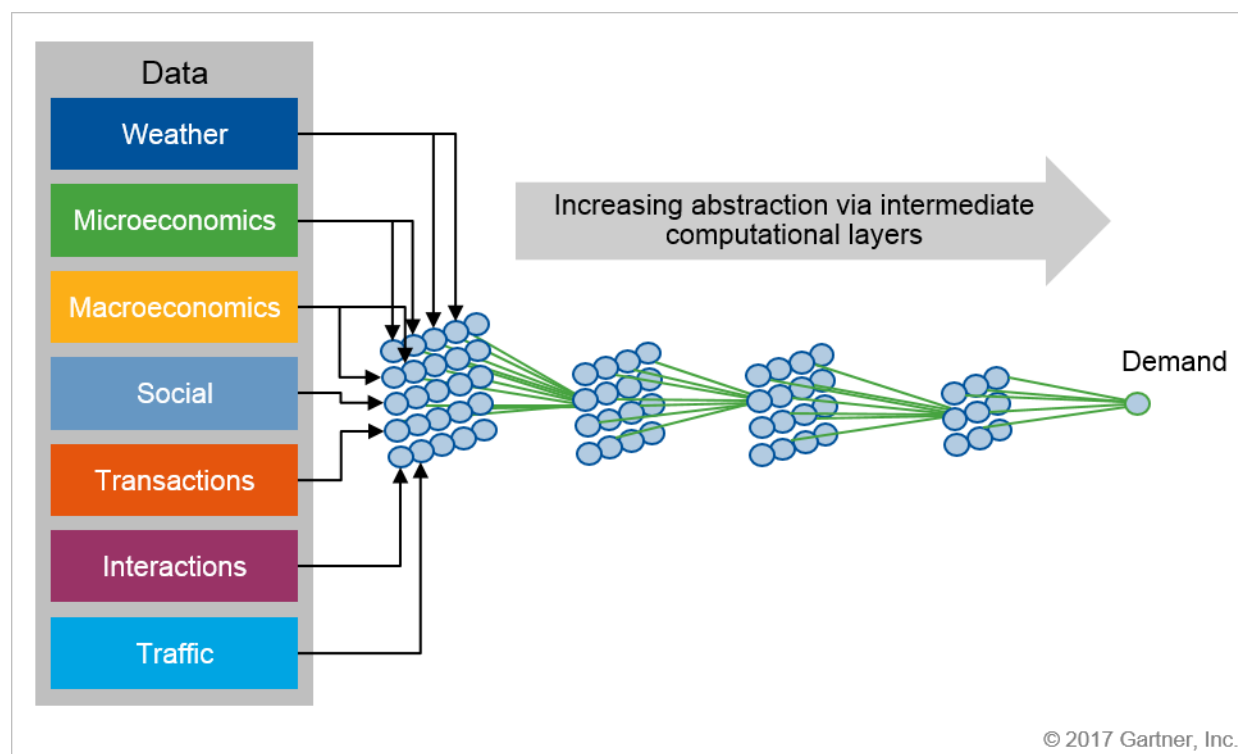 Data
Weather
Microeconomics
Macroeconomics
Social
Transactions
Interactions
Traffic
Increasing abstraction via intermediate
computational layers
Demand
© 2017 Gartner, Inc.